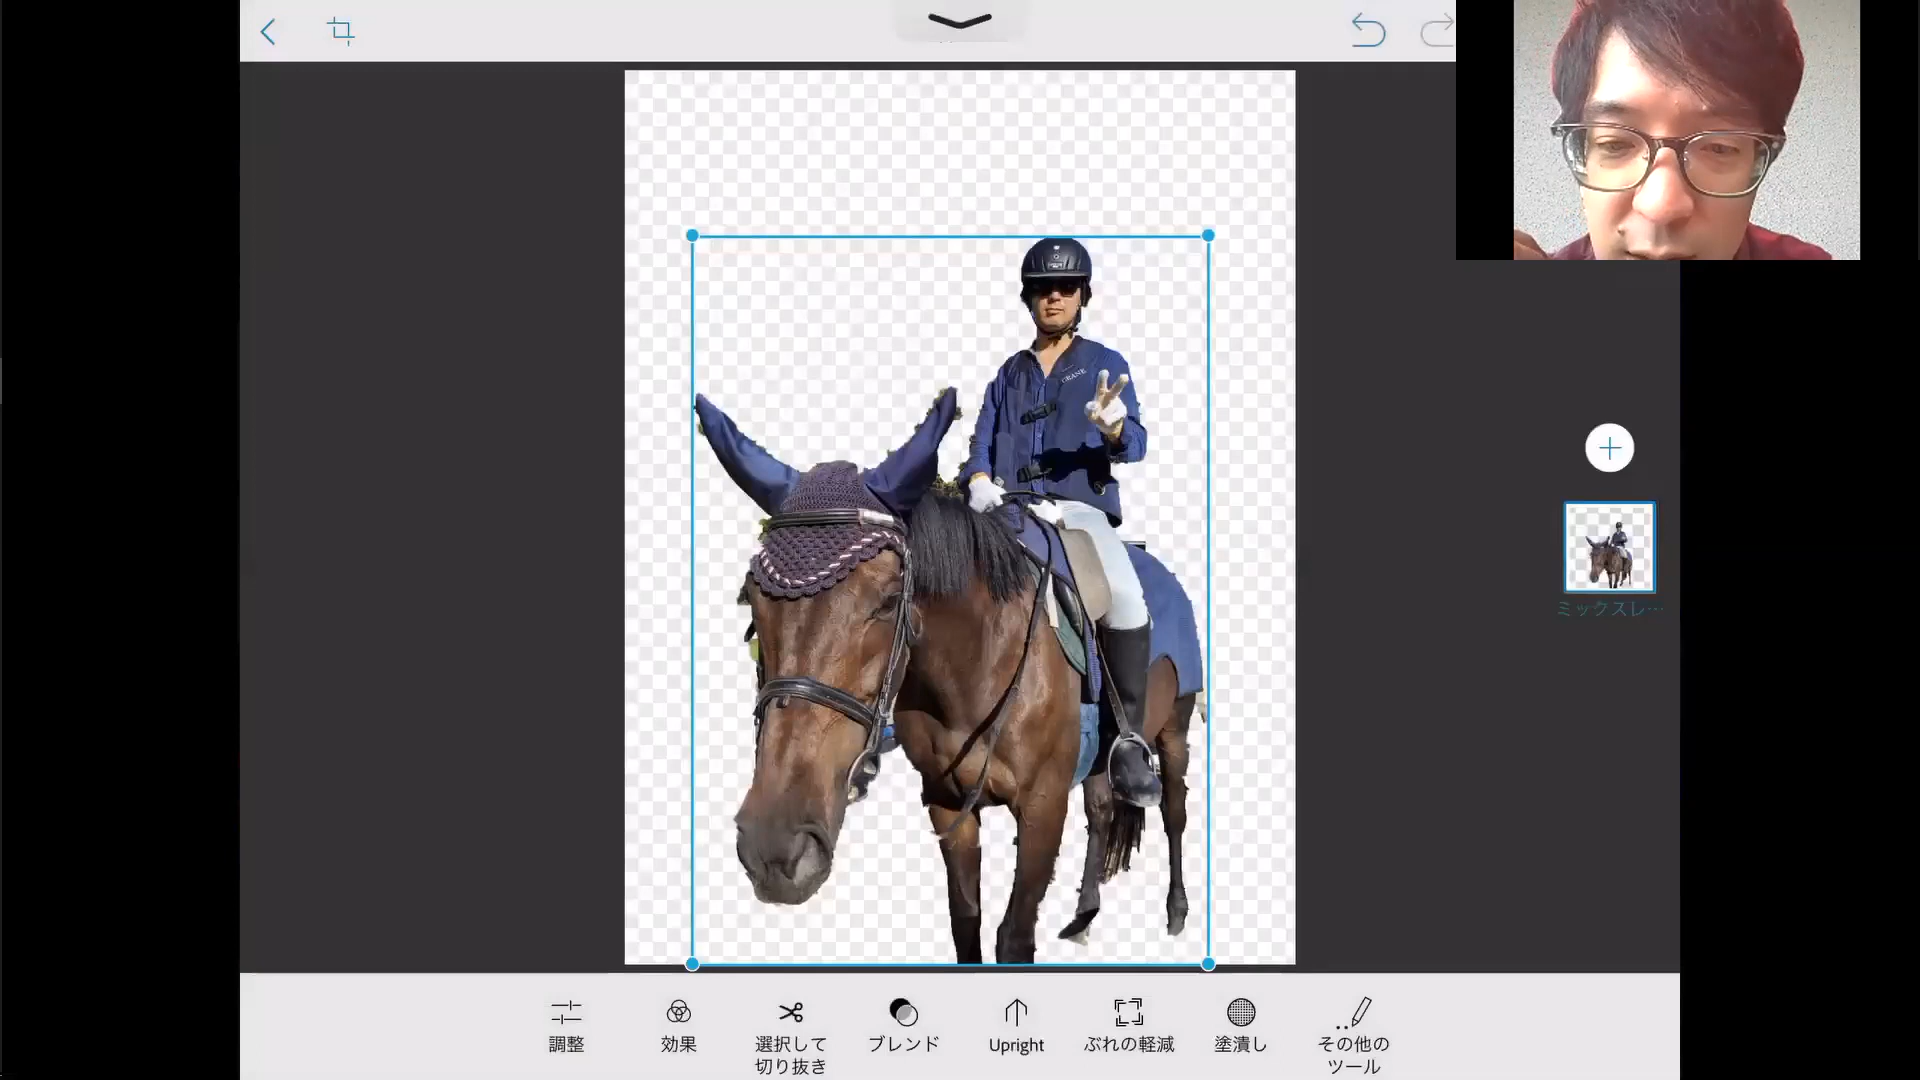 CRANE
ミックスレ…
調整
効果
選択して
切り抜き
ブレンド
Upright
ぶれの軽減
塗潰し
その他の
ツール